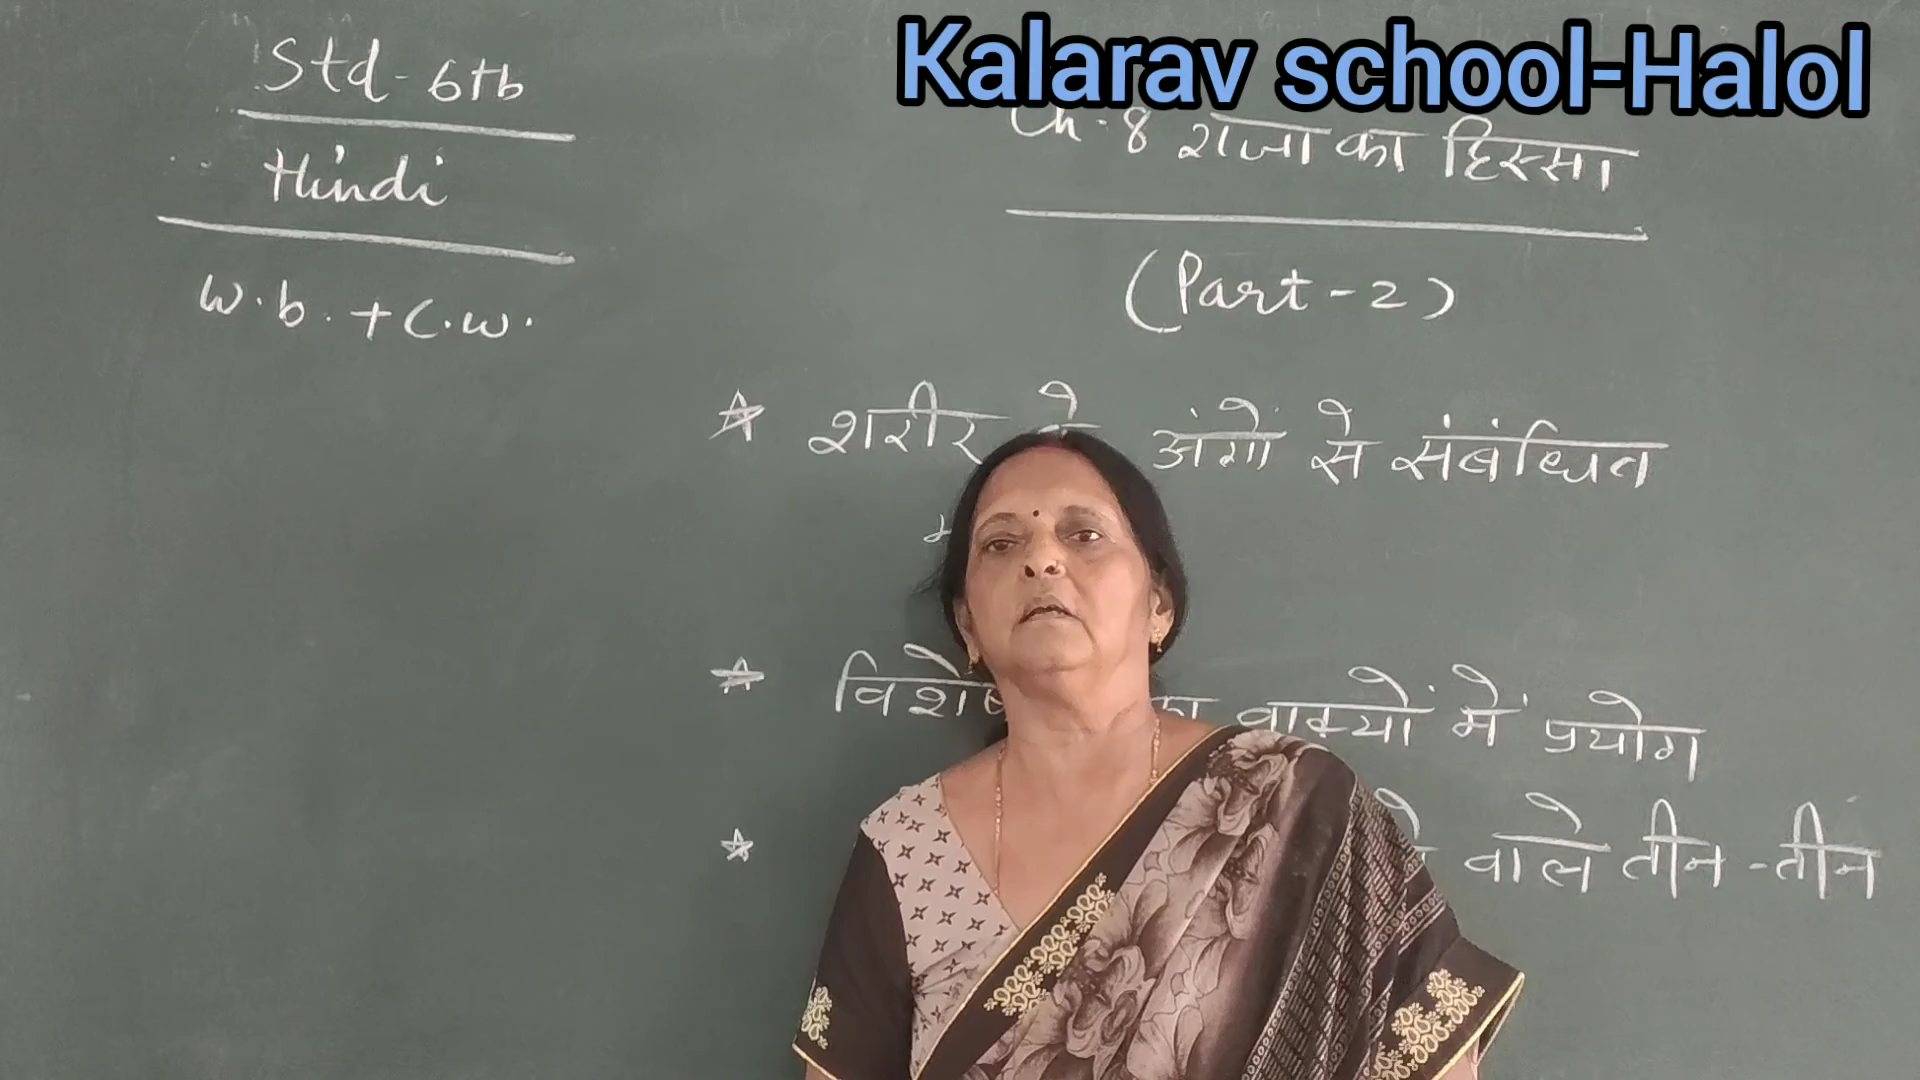 Kalarav school-Halol
Std - 6th
Hindi
W.b. + C.W.
Ch - 8 राजा का हिस्सा
(Part - 2)
शरीर के अंगों से संबंधित
का वाक्यों में प्रयोग
वाले तीन - तीन